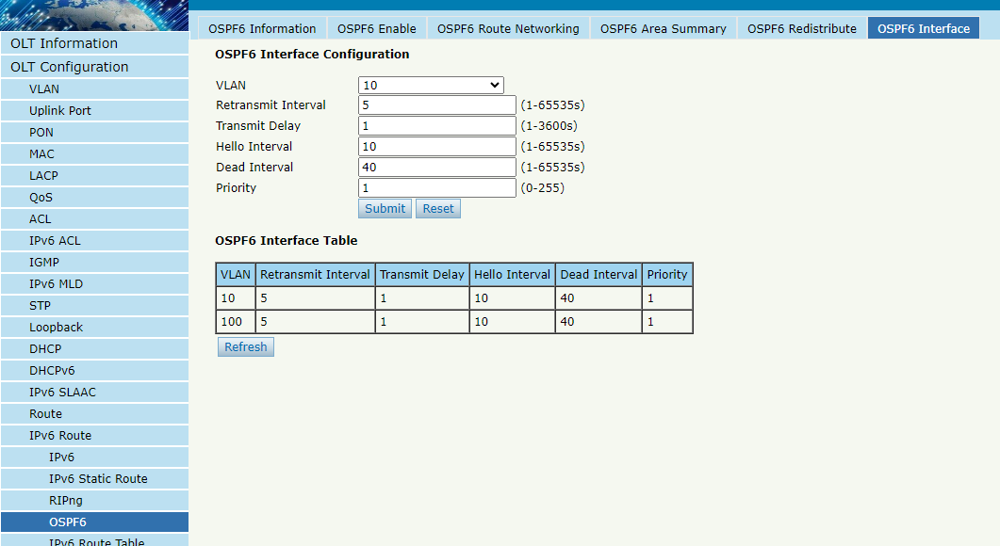 OSPF6 Information OSPF6 Enable OSPF6 Route Networking OSPF6 Area Summary OSPF6 Redistribute OSPF6 Interface
OLT Information
OLT Configuration
VLAN
Uplink Port
PON
MAC
LACP
QoS
ACL
IPv6 ACL
IGMP
IPv6 MLD
STP
Loopback
DHCP
DHCPv6
IPv6 SLAAC
Route
IPv6 Route
IPv6
IPv6 Static Route
RIPng
OSPF6
IPv6 Route Table
OSPF6 Interface Configuration
VLAN 10
Retransmit Interval 5 (1-65535s)
Transmit Delay 1 (1-3600s)
Hello Interval 10 (1-65535s)
Dead Interval 40 (1-65535s)
Priority 1 (0-255)
Submit Reset
OSPF6 Interface Table
VLAN Retransmit Interval Transmit Delay Hello Interval Dead Interval Priority
10 5 1 10 40 1
100 5 1 10 40 1
Refresh